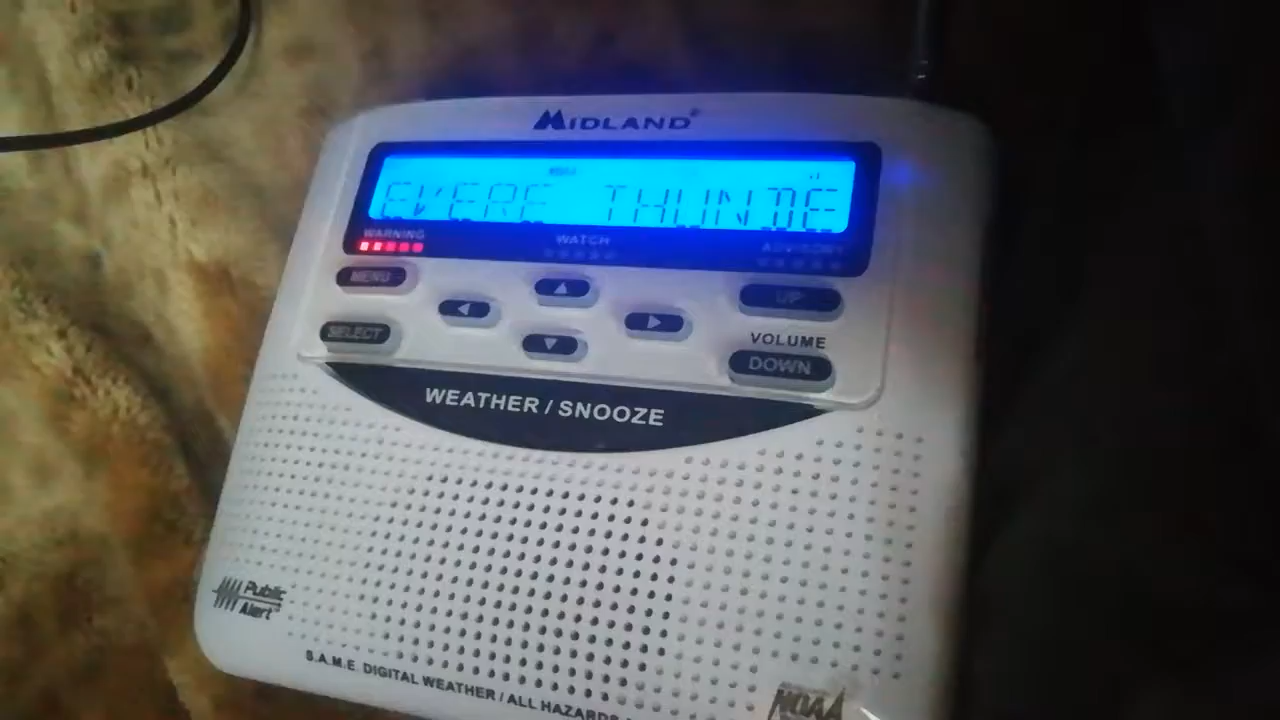 MIDLAND
EVERE THUNDE
WARNING WATCH ADVISORY
MENU
UP
SELECT
VOLUME
DOWN
WEATHER / SNOOZE
Public
Alert
S.A.M.E. DIGITAL WEATHER / ALL HAZARDS
NOAA